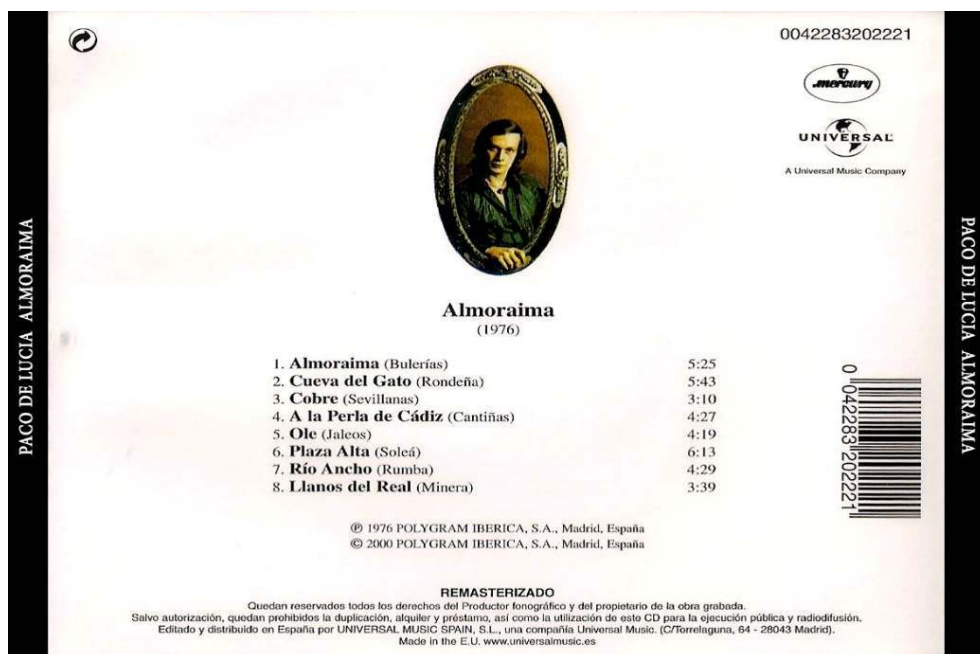 0042283202221
mercury
UNIVERSAL
A Universal Music Company
PACO DE LUCIA ALMORAIMA
Almoraima
(1976)
1. Almoraima (Bulerías) 5:25
2. Cueva del Gato (Rondeña) 5:43
3. Cobre (Sevillanas) 3:10
4. A la Perla de Cádiz (Cantiñas) 4:27
5. Ole (Jaleos) 4:19
6. Plaza Alta (Soleá) 6:13
7. Río Ancho (Rumba) 4:29
8. Llanos del Real (Minera) 3:39
PACO DE LUCIA ALMORAIMA
0 042283 202221
℗ 1976 POLYGRAM IBERICA, S.A., Madrid, España
© 2000 POLYGRAM IBERICA, S.A., Madrid, España
REMASTERIZADO
Quedan reservados todos los derechos del Productor fonográfico y del propietario de la obra grabada.
Salvo autorización, quedan prohibidos la duplicación, alquiler y préstamo, así como la utilización de este CD para la ejecución pública y radiodifusión.
Editado y distribuido en España por UNIVERSAL MUSIC SPAIN, S.L., una compañía Universal Music. (C/Torrelaguna, 64 - 28043 Madrid).
Made in the E.U. www.universalmusic.es